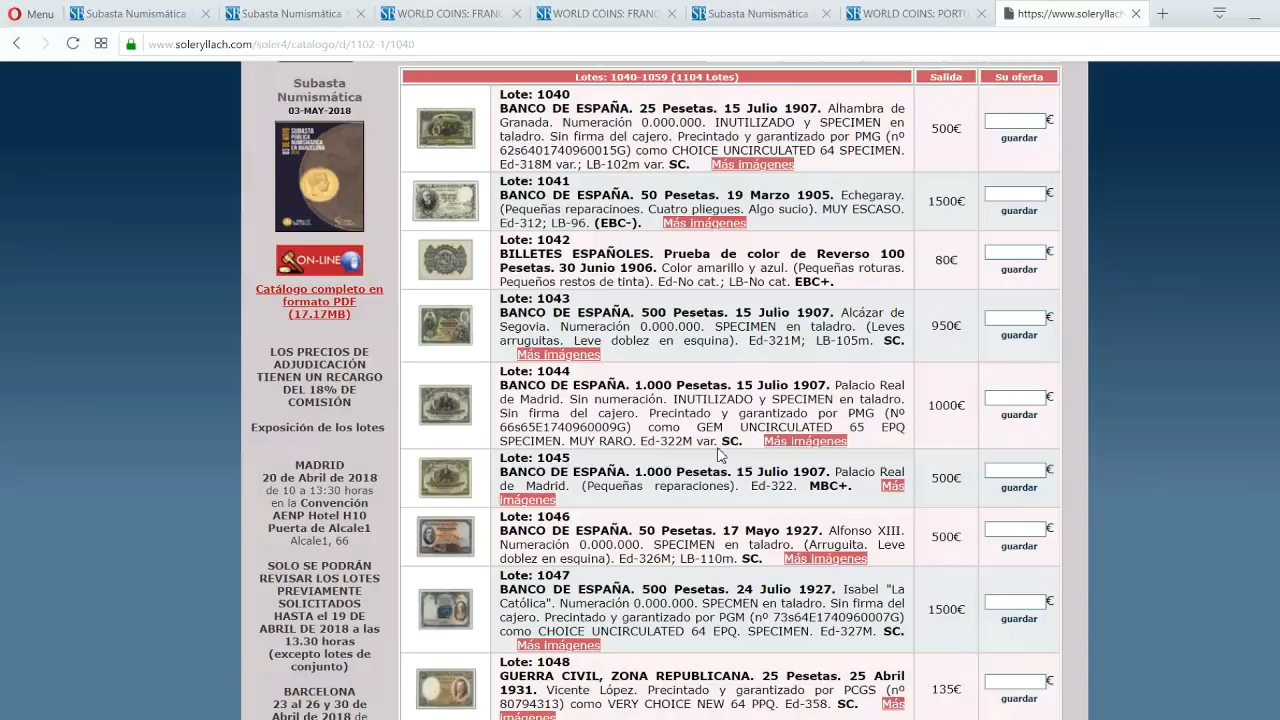 Menu
Subasta Numismática
Subasta Numismática
WORLD COINS: FRANC
WORLD COINS: FRANC
Subasta Numismática
WORLD COINS: PORTU
https://www.soleryllach
www.soleryllach.com/soler4/catalogo/d/1102-1/1040
Subasta
Numismática
03-MAY-2018
ON-LINE
Catálogo completo en
formato PDF
(17.17MB)
LOS PRECIOS DE
ADJUDICACIÓN
TIENEN UN RECARGO
DEL 18% DE
COMISIÓN
Exposición de los lotes
MADRID
20 de Abril de 2018
de 10 a 13:30 horas
en la Convención
AENP Hotel H10
Puerta de Alcale1
Alcale1, 66
SOLO SE PODRÁN
REVISAR LOS LOTES
PREVIAMENTE
SOLICITADOS
HASTA el 19 DE
ABRIL DE 2018 a las
13.30 horas
(excepto lotes de
conjunto)
BARCELONA
23 al 26 9:30 de
Abril de 2018 de
Lotes: 1040-1059 (1104 Lotes) Salida Su oferta
Lote: 1040
BANCO DE ESPAÑA. 25 Pesetas. 15 Julio 1907. Alhambra de
Granada. Numeración 0.000.000. INUTILIZADO y SPECIMEN en
taladro. Sin firma del cajero. Precintado y garantizado por PMG (nº
62s6401740960015G) como CHOICE UNCIRCULATED 64 SPECIMEN.
Ed-318M var.; LB-102m var. SC. Más imágenes
500€
€
guardar
Lote: 1041
BANCO DE ESPAÑA. 50 Pesetas. 19 Marzo 1905. Echegaray.
(Pequeñas reparacinoes. Cuatro pliegues. Algo sucio). MUY ESCASO.
Ed-312; LB-96. (EBC-). Más imágenes
1500€
€
guardar
Lote: 1042
BILLETES ESPAÑOLES. Prueba de color de Reverso 100
Pesetas. 30 Junio 1906. Color amarillo y azul. (Pequeñas roturas.
Pequeños restos de tinta). Ed-No cat.; LB-No cat. EBC+.
80€
€
guardar
Lote: 1043
BANCO DE ESPAÑA. 500 Pesetas. 15 Julio 1907. Alcázar de
Segovia. Numeración 0.000.000. SPECIMEN en taladro. (Leves
arruguitas. Leve doblez en esquina). Ed-321M; LB-105m. SC.
Más imágenes
950€
€
guardar
Lote: 1044
BANCO DE ESPAÑA. 1.000 Pesetas. 15 Julio 1907. Palacio Real
de Madrid. Sin numeración. INUTILIZADO y SPECIMEN en taladro.
Sin firma del cajero. Precintado y garantizado por PMG (Nº
66s65E1740960009G) como GEM UNCIRCULATED 65 EPQ
SPECIMEN. MUY RARO. Ed-322M var. SC. Más imágenes
1000€
€
guardar
Lote: 1045
BANCO DE ESPAÑA. 1.000 Pesetas. 15 Julio 1907. Palacio Real
de Madrid. (Pequeñas reparaciones). Ed-322. MBC+. Más
imágenes
500€
€
guardar
Lote: 1046
BANCO DE ESPAÑA. 50 Pesetas. 17 Mayo 1927. Alfonso XIII.
Numeración 0.000.000. SPECIMEN en taladro. (Arruguita. Leve
doblez en esquina). Ed-326M; LB-110m. SC. Más imágenes
500€
€
guardar
Lote: 1047
BANCO DE ESPAÑA. 500 Pesetas. 24 Julio 1927. Isabel "La
Católica". Numeración 0.000.000. SPECMEN en taladro. Sin firma del
cajero. Precintado y garantizado por PGM (nº 73s64E1740960007G)
como CHOICE UNCIRCULATED 64 EPQ. SPECIMEN. Ed-327M. SC.
Más imágenes
1500€
€
guardar
Lote: 1048
GUERRA CIVIL, ZONA REPUBLICANA. 25 Pesetas. 25 Abril
1931. Vicente López. Precintado y garantizado por PCGS (nº
80794313) como VERY CHOICE NEW 64 PPQ. Ed-358. SC. Más
imágenes
135€
€
guardar